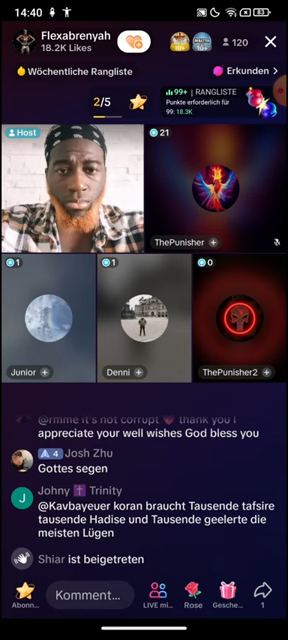 14:40
83
Flexabrenyah
18.2K Likes
120
Wöchentliche Rangliste
Erkunden >
2/5
99+ | RANGLISTE
Punkte erforderlich für
99: 18.3K
Host
21
ThePunisher +
1
Junior +
1
Denni +
0
ThePunisher2 +
@rmme it's not corrupt thank you I
appreciate your well wishes God bless you
4 Josh Zhu
Gottes segen
J
Johny Trinity
@Kavbayeuer koran braucht Tausende tafsire
tausende Hadise und Tausende geelerte die
meisten Lügen
Shiar ist beigetreten
Komment...
Abonn...
LIVE mi...
Rose
Gesche...
1